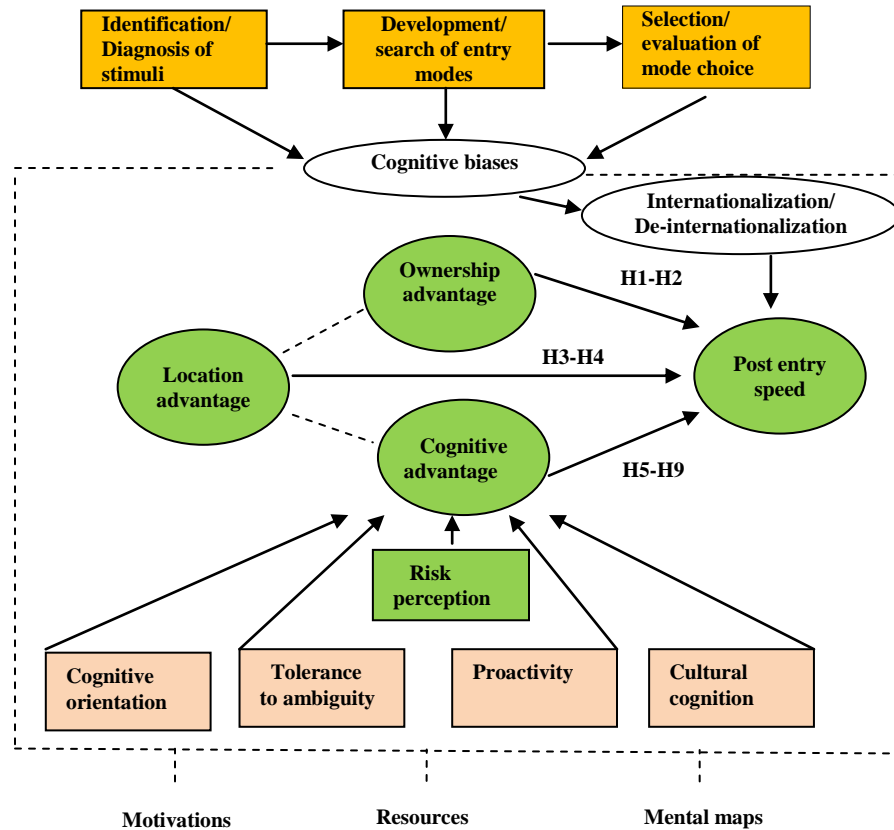 Identification/
Diagnosis of
stimuli
Development/
search of entry
modes
Selection/
evaluation of
mode choice
Cognitive biases
Internationalization/
De-internationalization
Ownership
advantage
H1-H2
Location
advantage
H3-H4
Post entry
speed
Cognitive
advantage
H5-H9
Risk
perception
Cognitive
orientation
Tolerance
to ambiguity
Proactivity
Cultural
cognition
Motivations
Resources
Mental maps